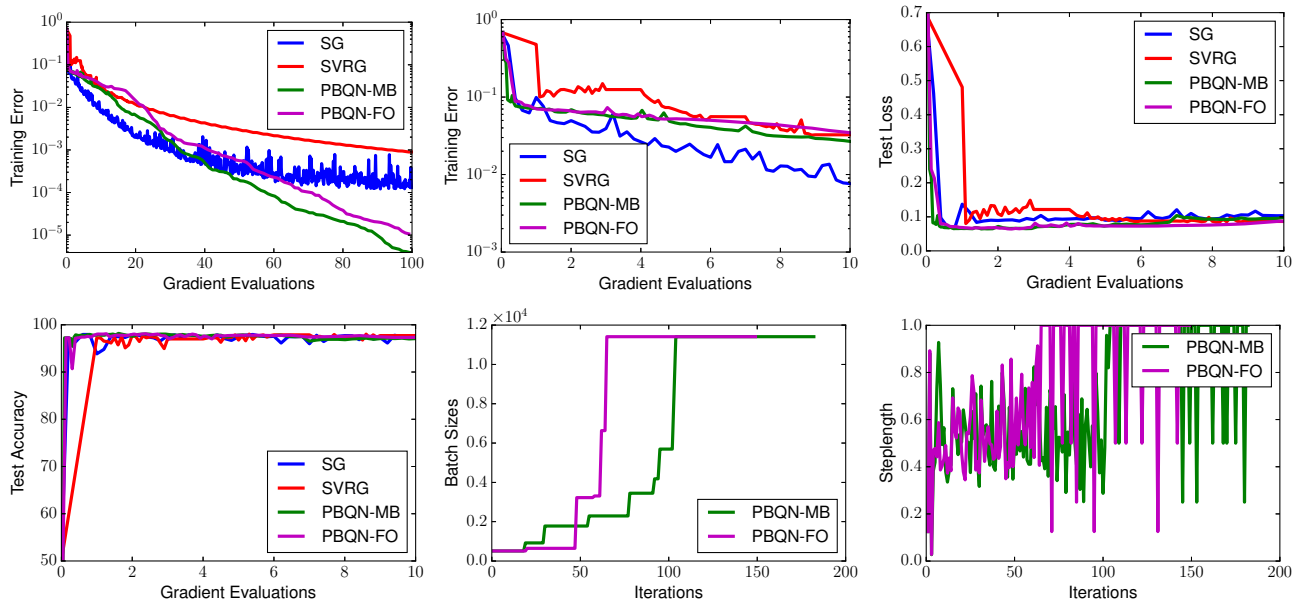 10^0
10^-1
10^-2
10^-3
10^-4
10^-5
Training Error
0 20 40 60 80 100
Gradient Evaluations
SG
SVRG
PBQN-MB
PBQN-FO
10^0
10^-1
10^-2
10^-3
Training Error
0 2 4 6 8 10
Gradient Evaluations
SG
SVRG
PBQN-MB
PBQN-FO
0.7
0.6
0.5
0.4
0.3
0.2
0.1
0.0
Test Loss
0 2 4 6 8 10
Gradient Evaluations
SG
SVRG
PBQN-MB
PBQN-FO
100
90
80
70
60
50
Test Accuracy
0 2 4 6 8 10
Gradient Evaluations
SG
SVRG
PBQN-MB
PBQN-FO
×10^4
1.2
1.0
0.8
0.6
0.4
0.2
0.0
Batch Sizes
0 50 100 150 200
Iterations
PBQN-MB
PBQN-FO
1.0
0.8
0.6
0.4
0.2
0.0
Steplength
0 50 100 150 200
Iterations
PBQN-MB
PBQN-FO